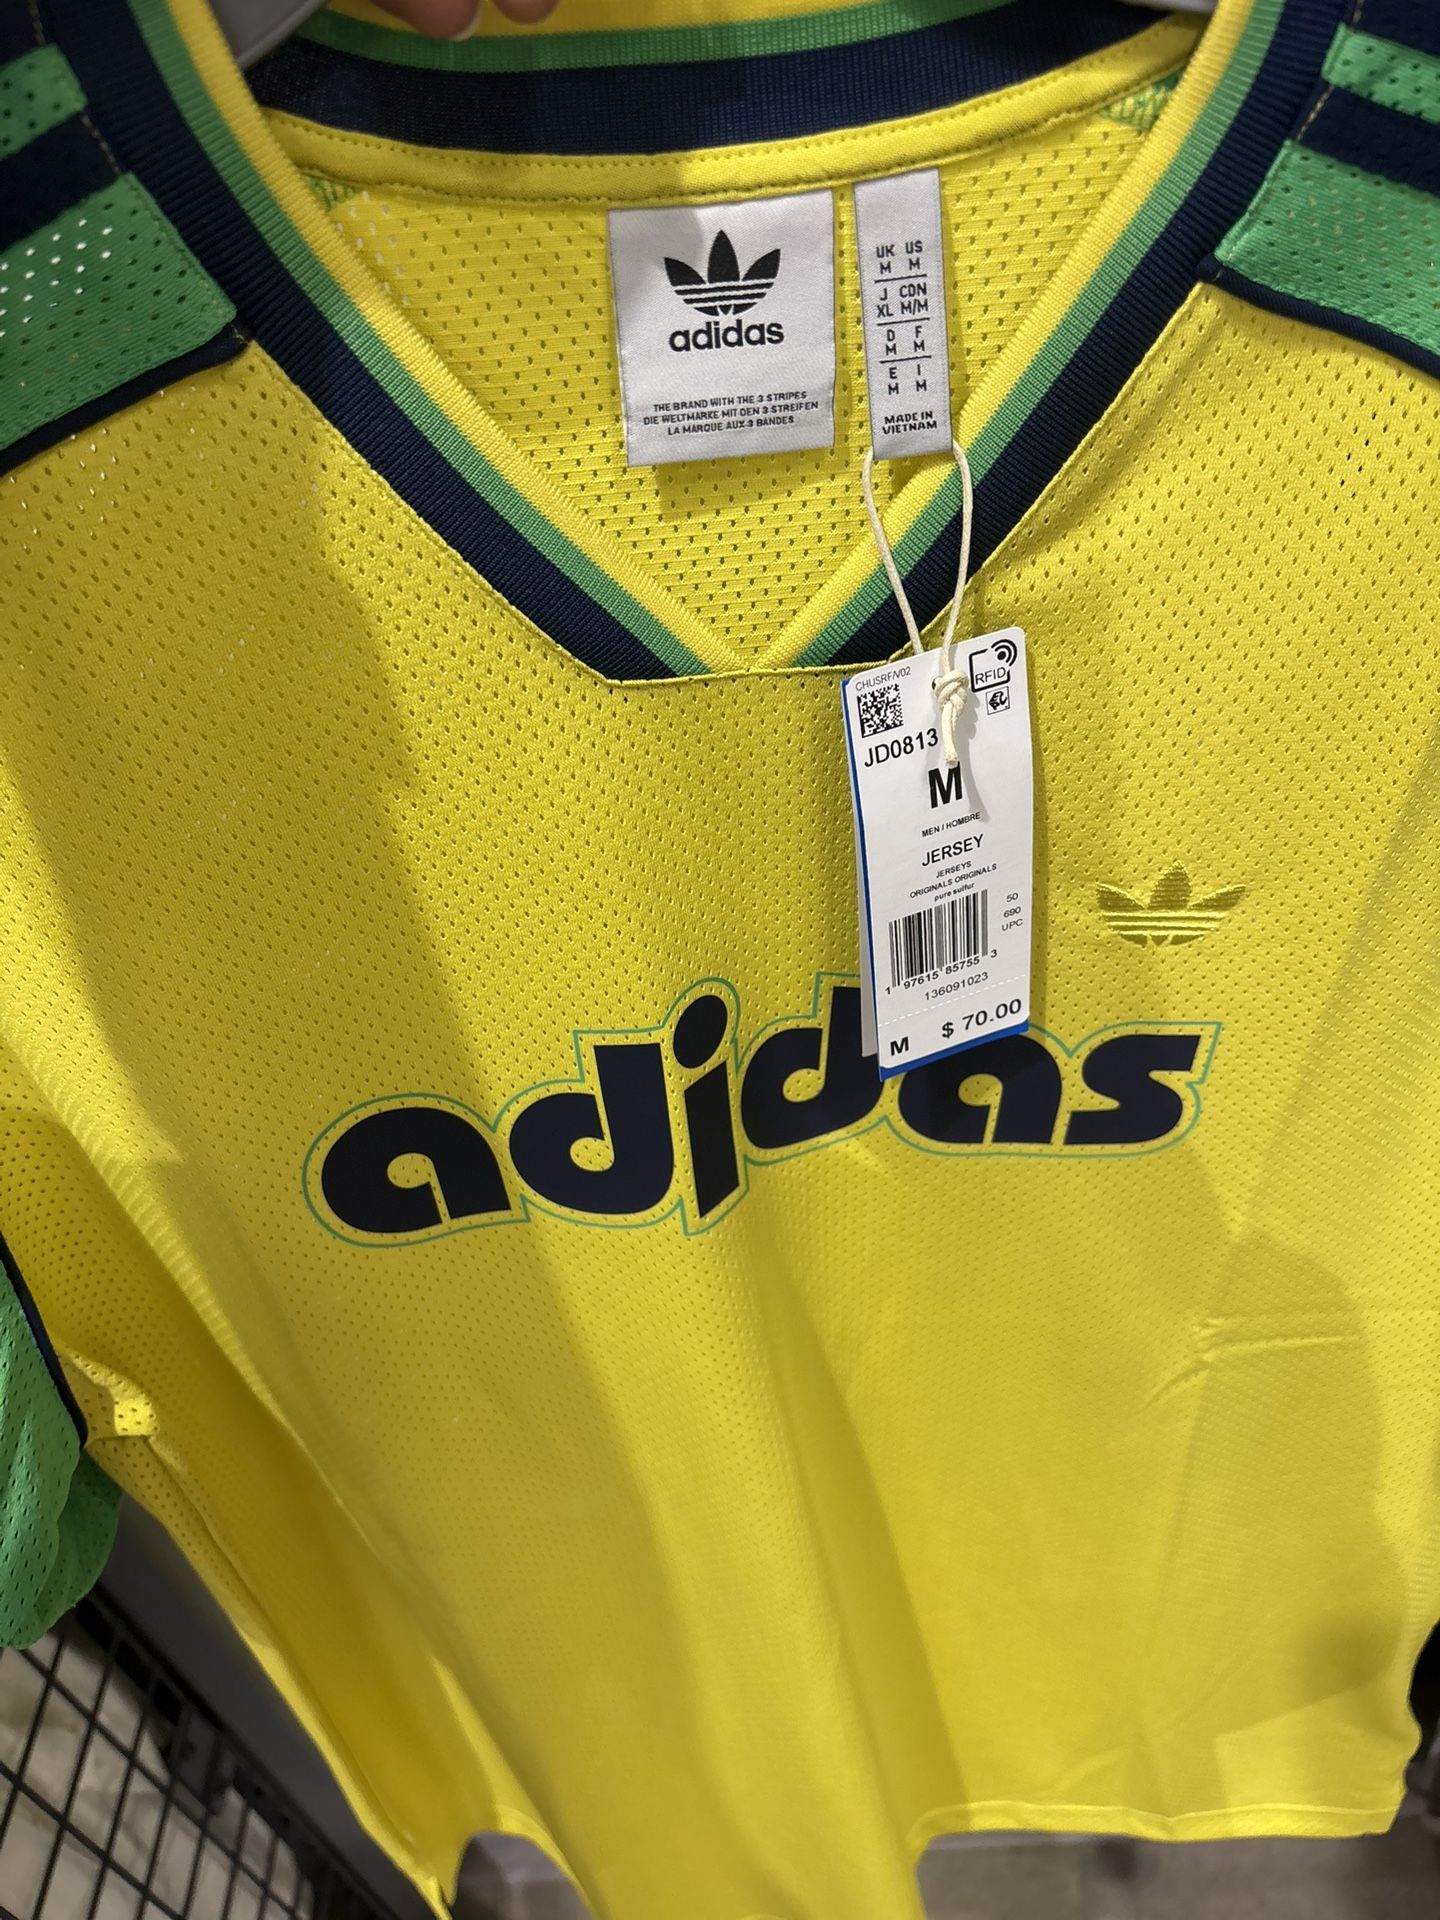 adidas
THE BRAND WITH THE 3 STRIPES
DIE WELTMARKE MIT DEN 3 STREIFEN
LA MARQUE AUX 3 BANDES
UK US
M M
J CDN
XL M/M
D F
M M
E I
M M
MADE IN
VIETNAM
CHUSRF/V02
RFID
JD0813
M
MEN / HOMBRE
JERSEY
JERSEYS
ORIGINALS ORIGINALS
pure sulfur
50
690
UPC
1 97615 85755 3
136091023
M $ 70.00
adidas